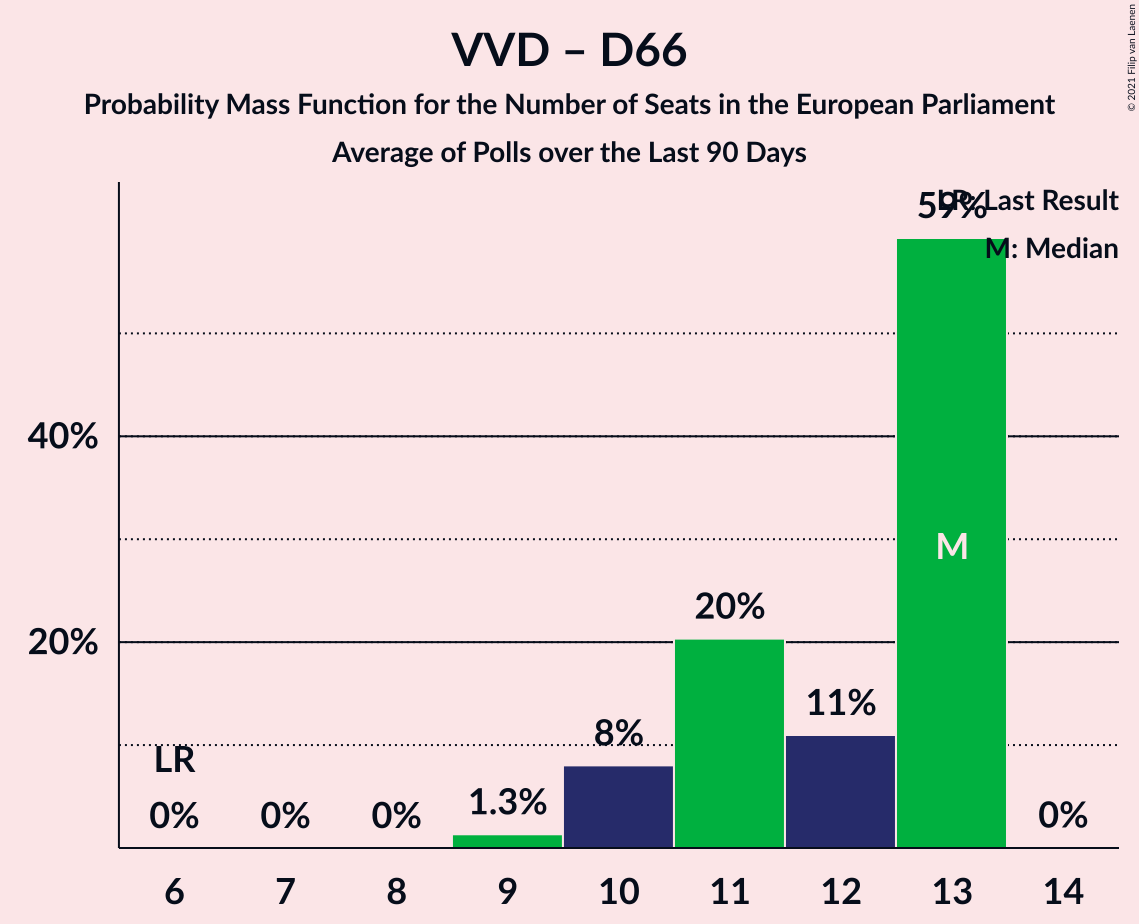 VVD – D66
Probability Mass Function for the Number of Seats in the European Parliament
Average of Polls over the Last 90 Days
© 2021 Filip van Laenen
LR: Last Result
M: Median
59%
40%
M
20%
20%
11%
8%
LR
1.3%
0% 0% 0% 0%
6 7 8 9 10 11 12 13 14